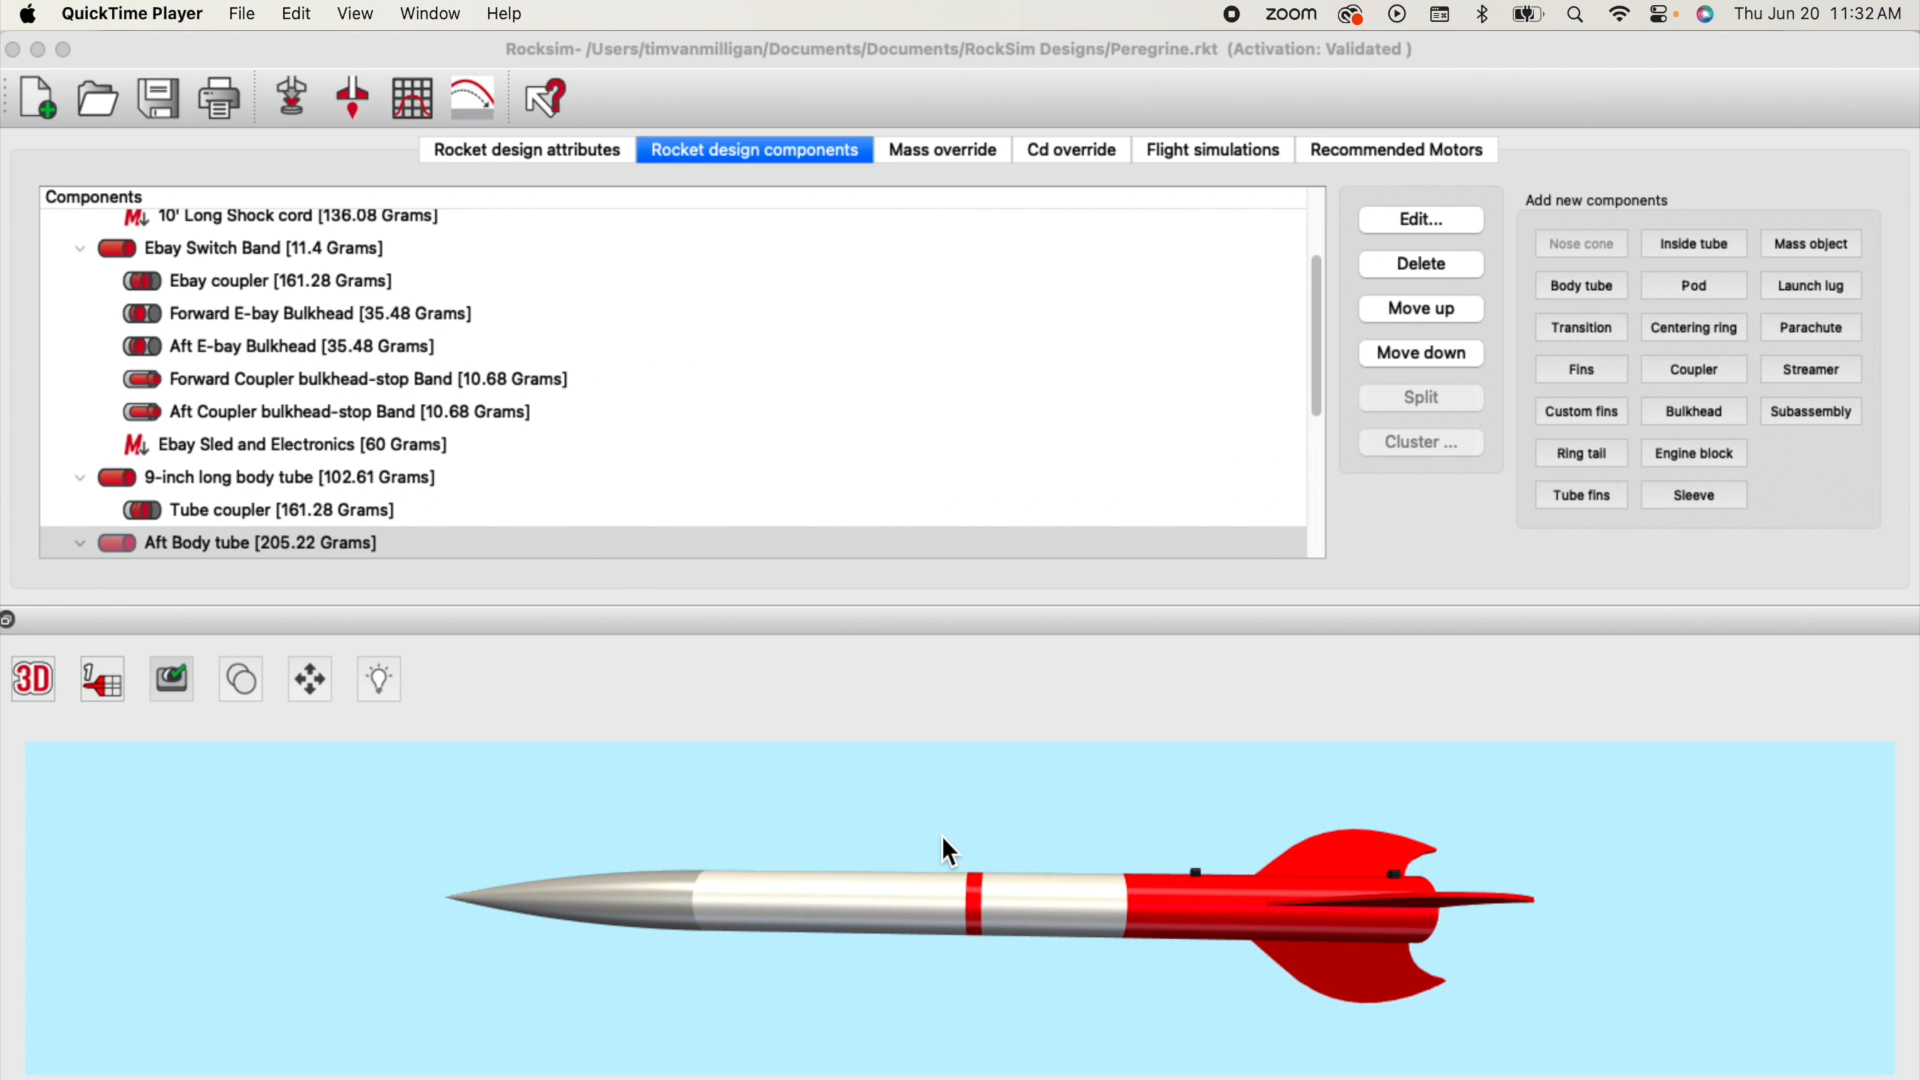 QuickTime Player File Edit View Window Help zoom Thu Jun 20 11:32 AM
Rocksim- /Users/timvanmilligan/Documents/Documents/RockSim Designs/Peregrine.rkt (Activation: Validated )
Rocket design attributes Rocket design components Mass override Cd override Flight simulations Recommended Motors
Components
10' Long Shock cord [136.08 Grams]
Ebay Switch Band [11.4 Grams]
Ebay coupler [161.28 Grams]
Forward E-bay Bulkhead [35.48 Grams]
Aft E-bay Bulkhead [35.48 Grams]
Forward Coupler bulkhead-stop Band [10.68 Grams]
Aft Coupler bulkhead-stop Band [10.68 Grams]
Ebay Sled and Electronics [60 Grams]
9-inch long body tube [102.61 Grams]
Tube coupler [161.28 Grams]
Aft Body tube [205.22 Grams]
Edit...
Delete
Move up
Move down
Split
Cluster ...
Add new components
Nose cone Inside tube Mass object
Body tube Pod Launch lug
Transition Centering ring Parachute
Fins Coupler Streamer
Custom fins Bulkhead Subassembly
Ring tail Engine block
Tube fins Sleeve
3D 1